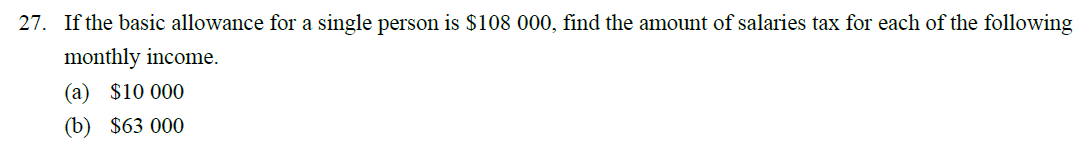 27. If the basic allowance for a single person is $108 000, find the amount of salaries tax for each of the following
monthly income.
(a) $10 000
(b) $63 000